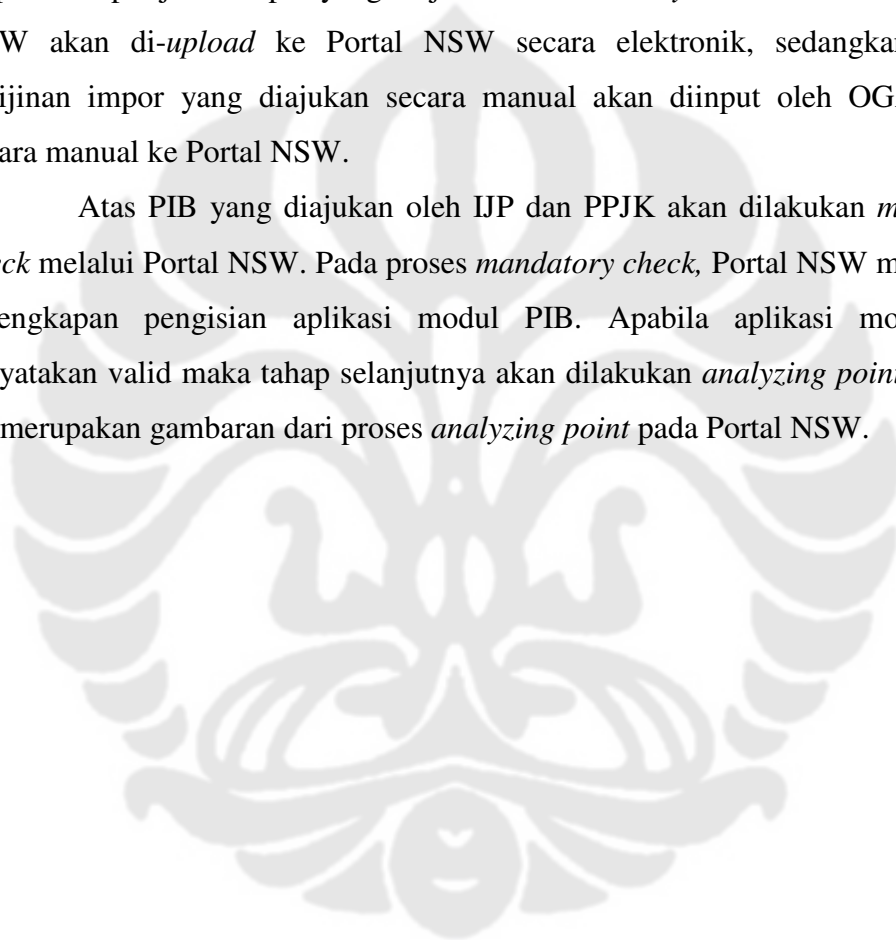 W akan di-upload ke Portal NSW secara elektronik, sedangkan
ijinan impor yang diajukan secara manual akan diinput oleh OGA
ara manual ke Portal NSW.
Atas PIB yang diajukan oleh IJP dan PPJK akan dilakukan m
ck melalui Portal NSW. Pada proses mandatory check, Portal NSW m
engkapan pengisian aplikasi modul PIB. Apabila aplikasi mo
yatakan valid maka tahap selanjutnya akan dilakukan analyzing point
merupakan gambaran dari proses analyzing point pada Portal NSW.